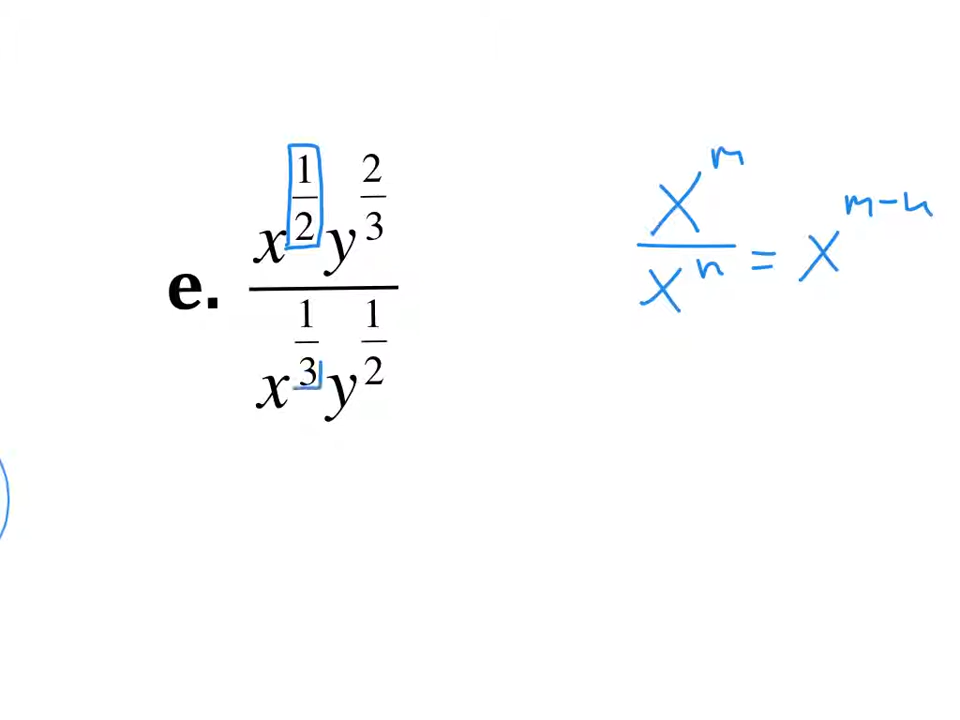 e. x^{1/2}y^{2/3} / x^{1/3}y^{1/2}
x^m / x^n = x^{m-n}